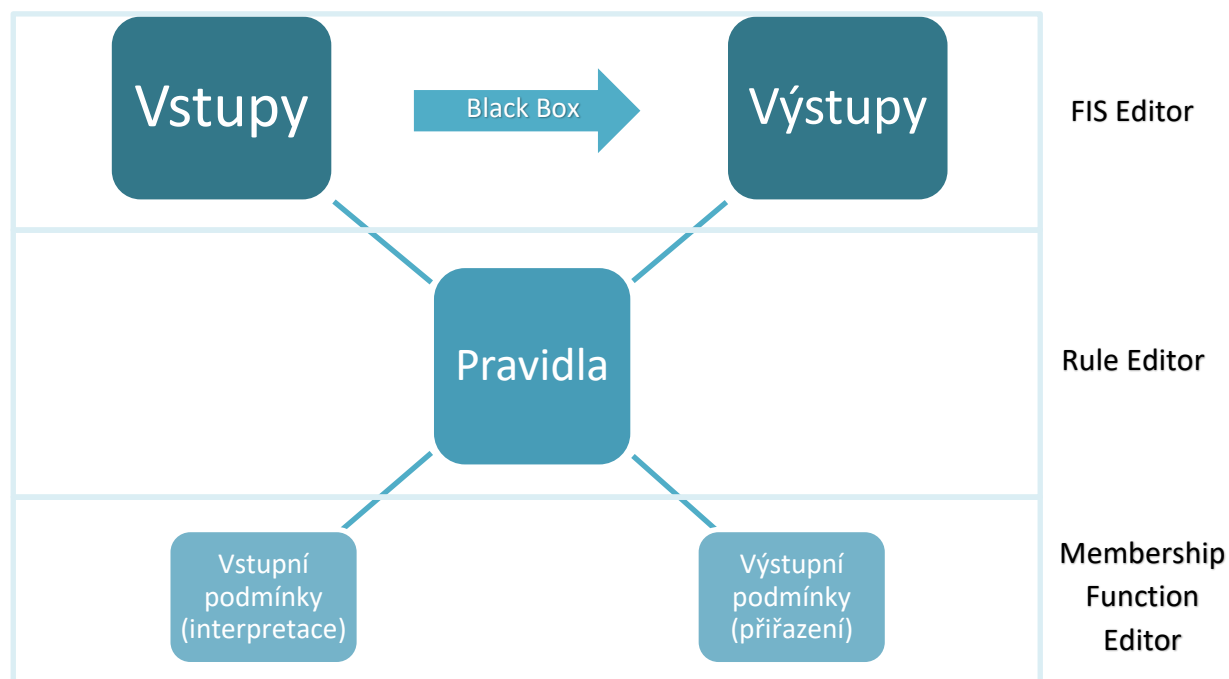 Vstupy
Black Box
Výstupy
FIS Editor
Pravidla
Rule Editor
Vstupní
podmínky
(interpretace)
Výstupní
podmínky
(přiřazení)
Membership
Function
Editor